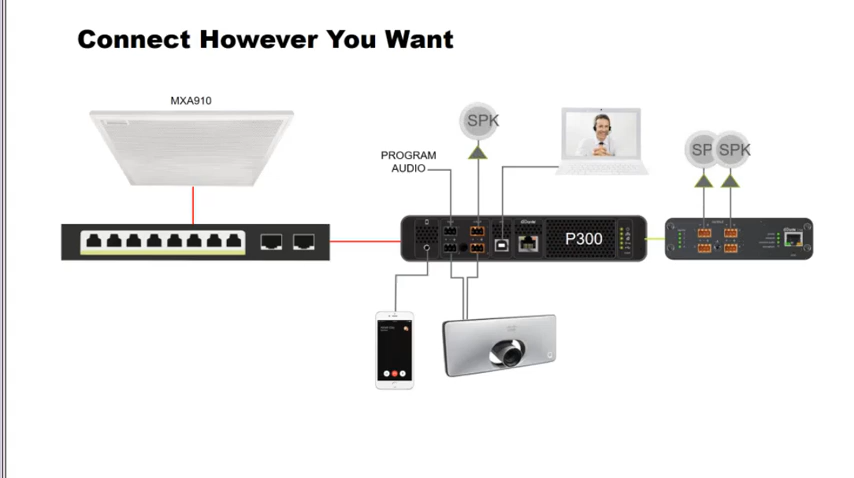 Connect However You Want
MXA910
SPK
PROGRAM
AUDIO
SP
SPK
P300